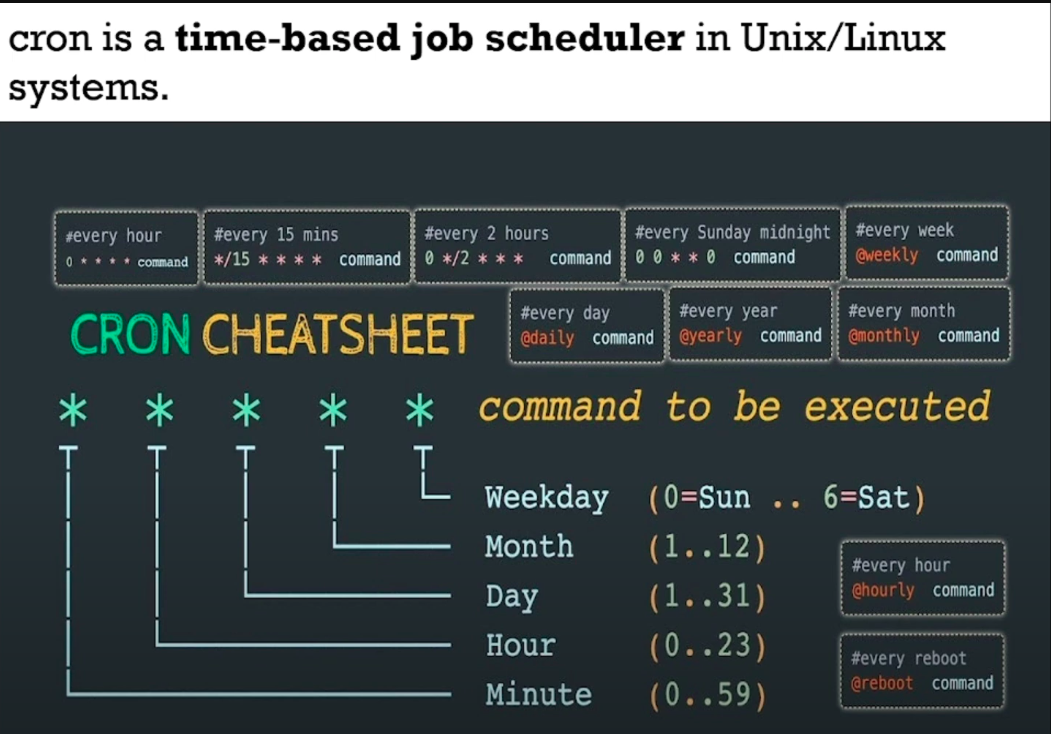 cron is a time-based job scheduler in Unix/Linux
systems.
#every hour
0 * * * * command
#every 15 mins
*/15 * * * * command
#every 2 hours
0 */2 * * * command
#every Sunday midnight
0 0 * * 0 command
#every week
@weekly command
CRON CHEATSHEET
#every day
@daily command
#every year
@yearly command
#every month
@monthly command
* * * * * command to be executed
Weekday (0=Sun .. 6=Sat)
Month (1..12)
Day (1..31)
Hour (0..23)
Minute (0..59)
#every hour
@hourly command
#every reboot
@reboot command